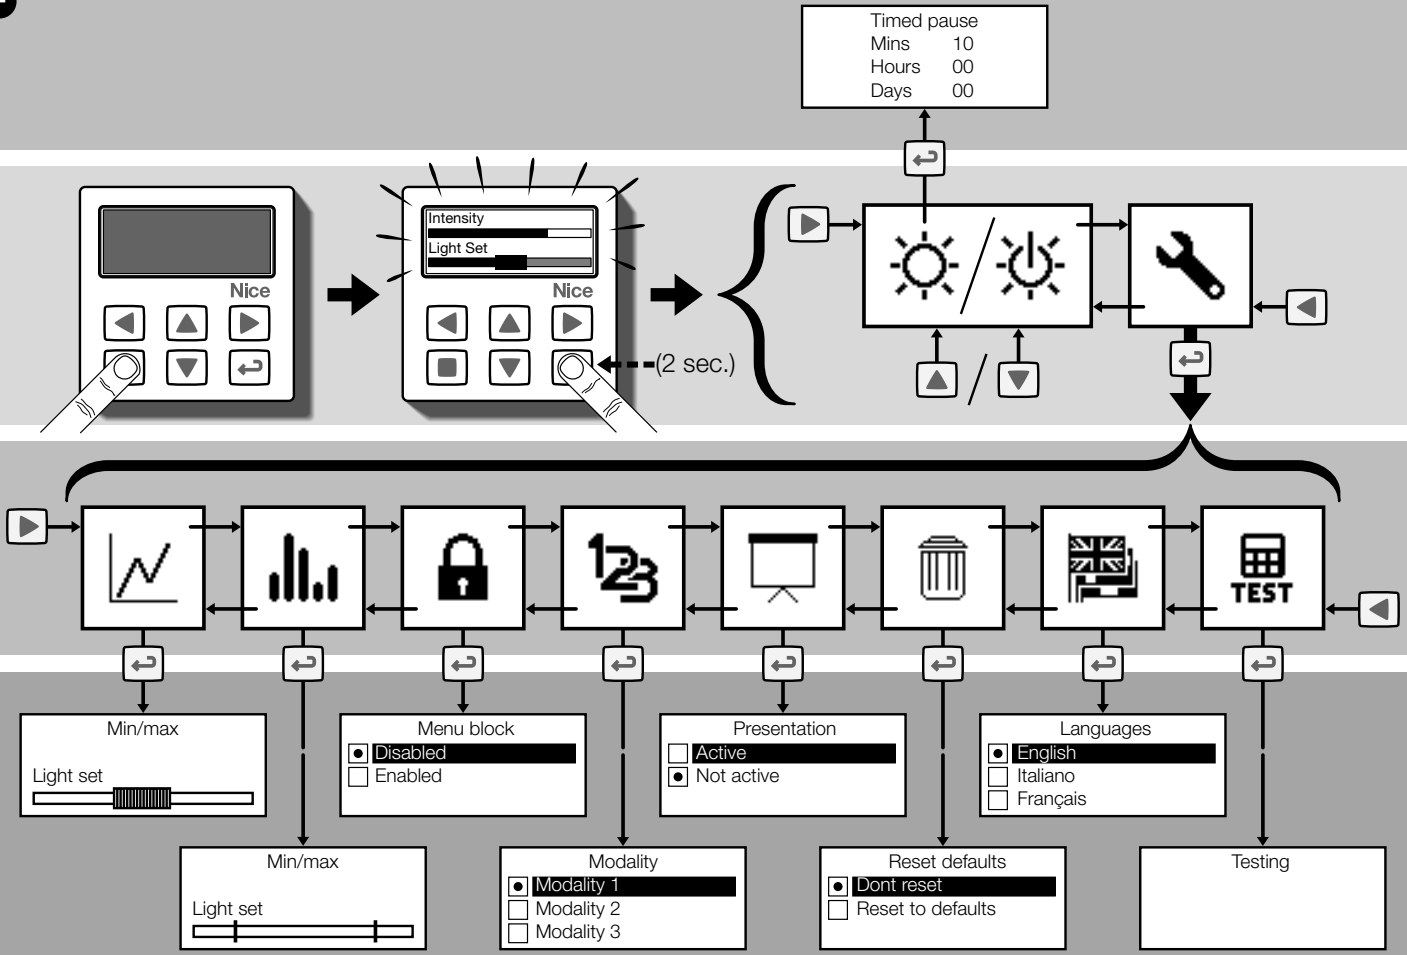 Timed pause
Mins 10
Hours 00
Days 00
Intensity
Light Set
Nice
Nice
(2 sec.)
123
TEST
Min/max
Light set
Menu block
Disabled
Enabled
Presentation
Active
Not active
Languages
English
Italiano
Français
Min/max
Light set
Modality
Modality 1
Modality 2
Modality 3
Reset defaults
Dont reset
Reset to defaults
Testing